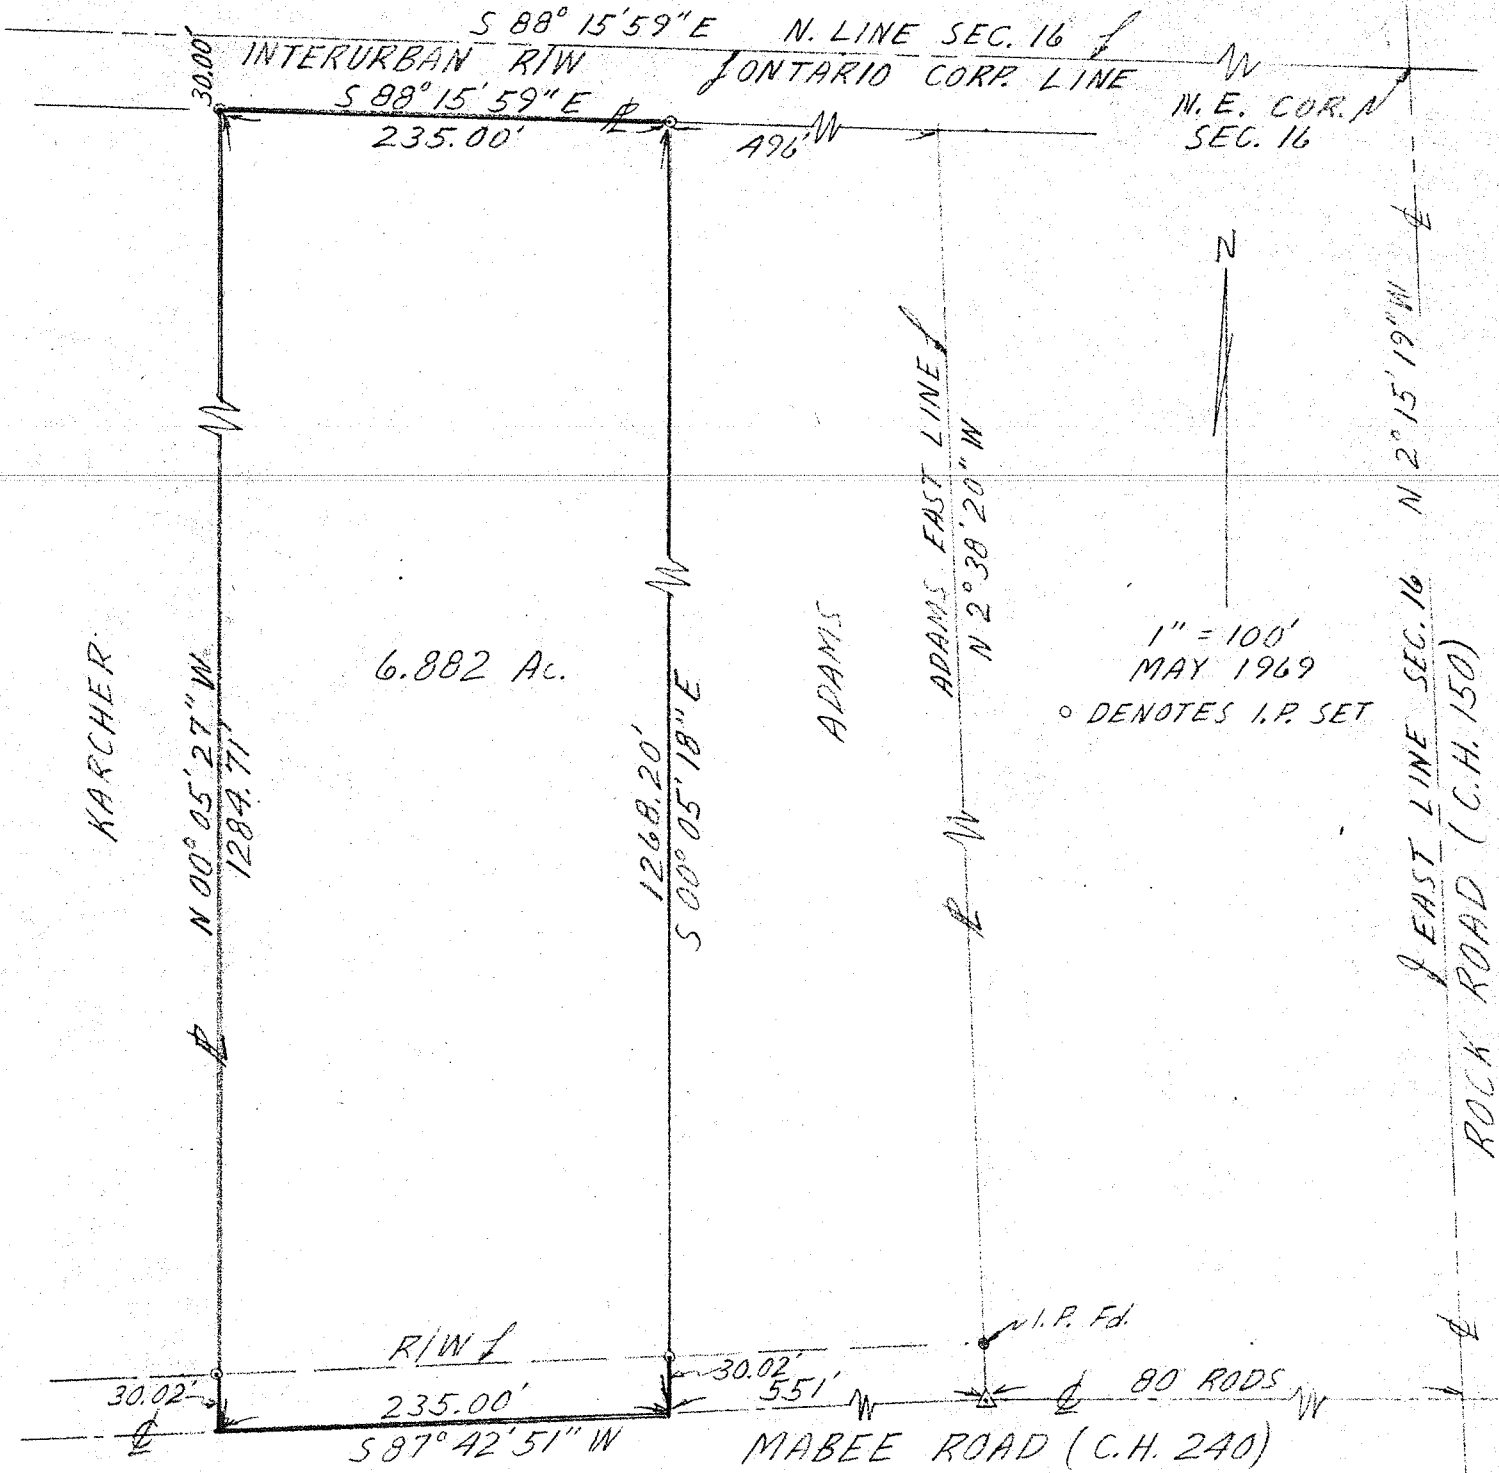 S 88° 15' 59" E N. LINE SEC. 16
30.00'
INTERURBAN R/W ONTARIO CORP. LINE
S 88° 15' 59" E
235.00'
496'
N. E. COR.
SEC. 16
N
ADAMS EAST LINE
N 2° 38' 20" W
N 2° 15' 19" W
EAST LINE SEC. 16
ROCK ROAD (C.H. 150)
1" = 100'
MAY 1969
○ DENOTES I.P. SET
KARCHER
N 00° 05' 27" W
1284.71'
6.882 Ac.
1268.20'
S 00° 05' 18" E
ADAMS
I.P. Fd.
R/W
30.02'
30.02'
235.00'
551'
80 RODS
S 87° 42' 51" W
MABEE ROAD (C.H. 240)